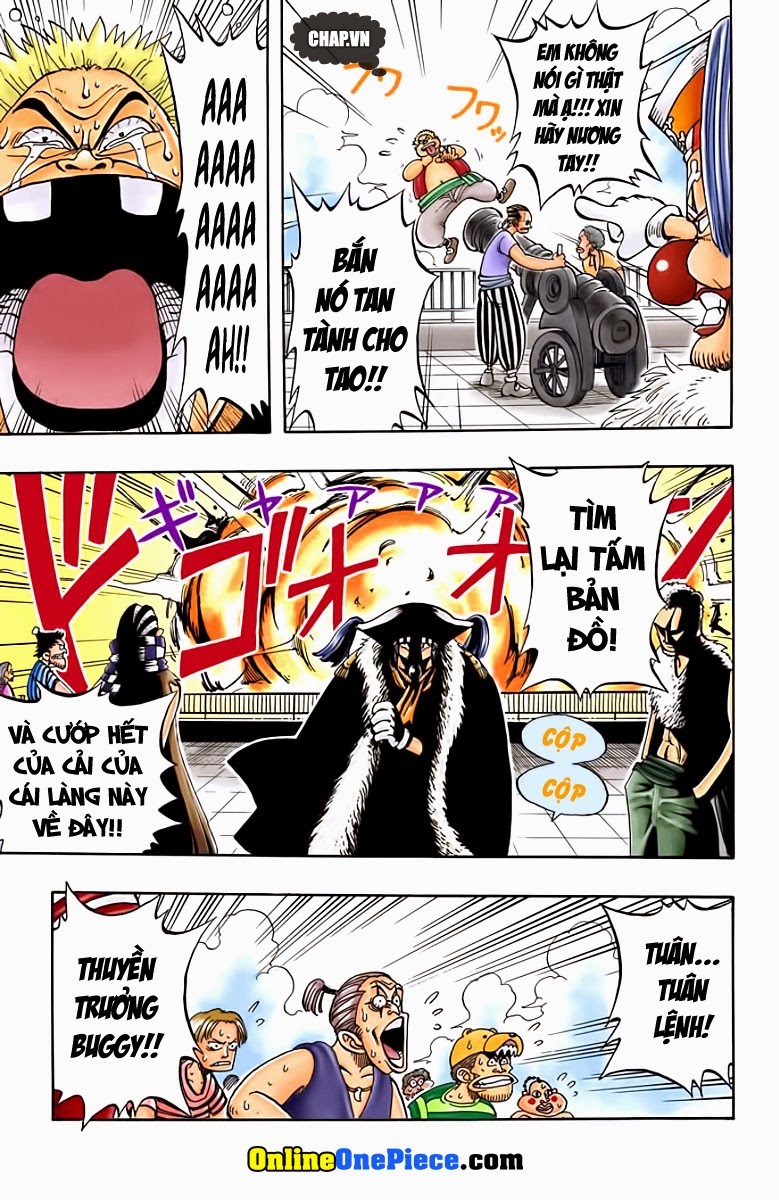 CHAP.VN
EM KHÔNG
NÓI GÌ THẬT
MÀ Ạ!!! XIN
HÃY NƯƠNG
TAY!!
フワ
フワッ
BẮN
NÓ TAN
TÀNH CHO
TAO!!
AAA
AAAA
AAAA
AAAA
AH!!
ドゴオオン
ギャアアアア
TÌM
LẠI TẤM
BẢN
ĐỒ!
CỘP
CỘP
VÀ CƯỚP HẾT
CỦA CẢI CỦA
CÁI LÀNG NÀY
VỀ ĐÂY!!
TUÂN...
TUÂN
LỆNH!
THUYỀN
TRƯỞNG
BUGGY!!
OnlineOnePiece.com